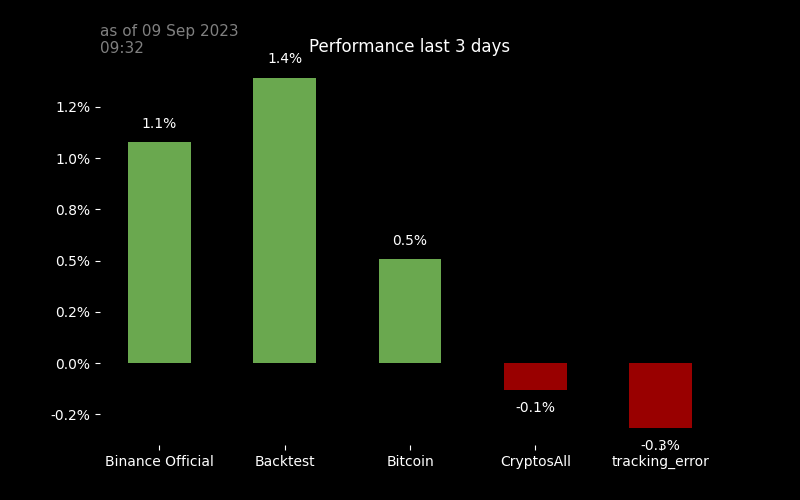 as of 09 Sep 2023
09:32
Performance last 3 days
1.4%
1.2%
1.1%
1.0%
0.8%
0.5%
0.5%
0.2%
0.0%
-0.1%
-0.2%
-0.3%
Binance Official
Backtest
Bitcoin
CryptosAll
tracking_error